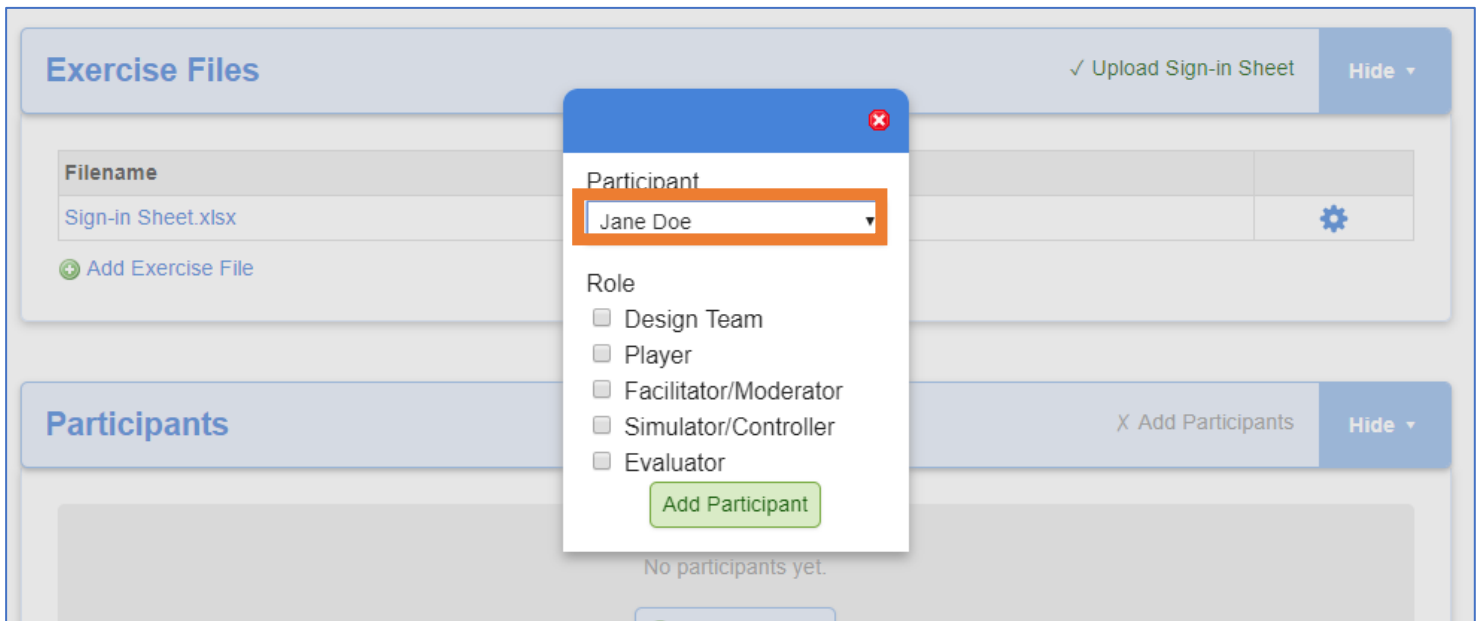 Exercise Files
✓ Upload Sign-in Sheet
Hide
Filename
Sign-in Sheet.xlsx
Add Exercise File
Participant
Jane Doe
Role
Design Team
Player
Facilitator/Moderator
Simulator/Controller
Evaluator
Add Participant
Participants
X Add Participants
Hide
No participants yet.